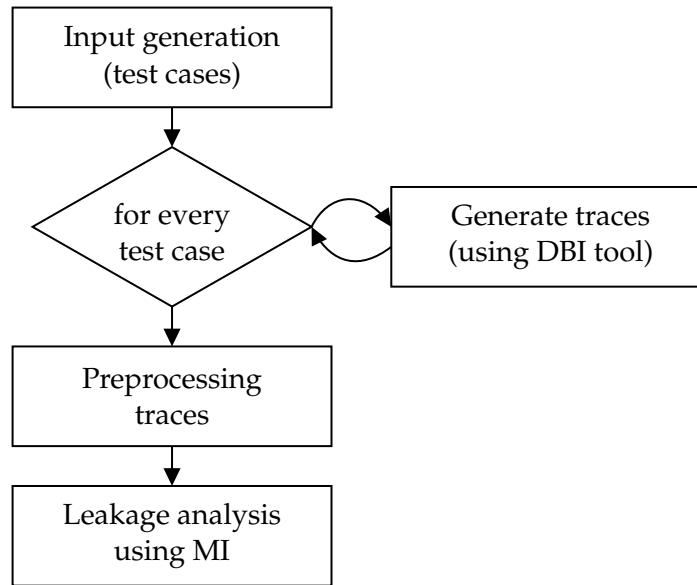 Input generation
(test cases)
for every
test case
Generate traces
(using DBI tool)
Preprocessing
traces
Leakage analysis
using MI